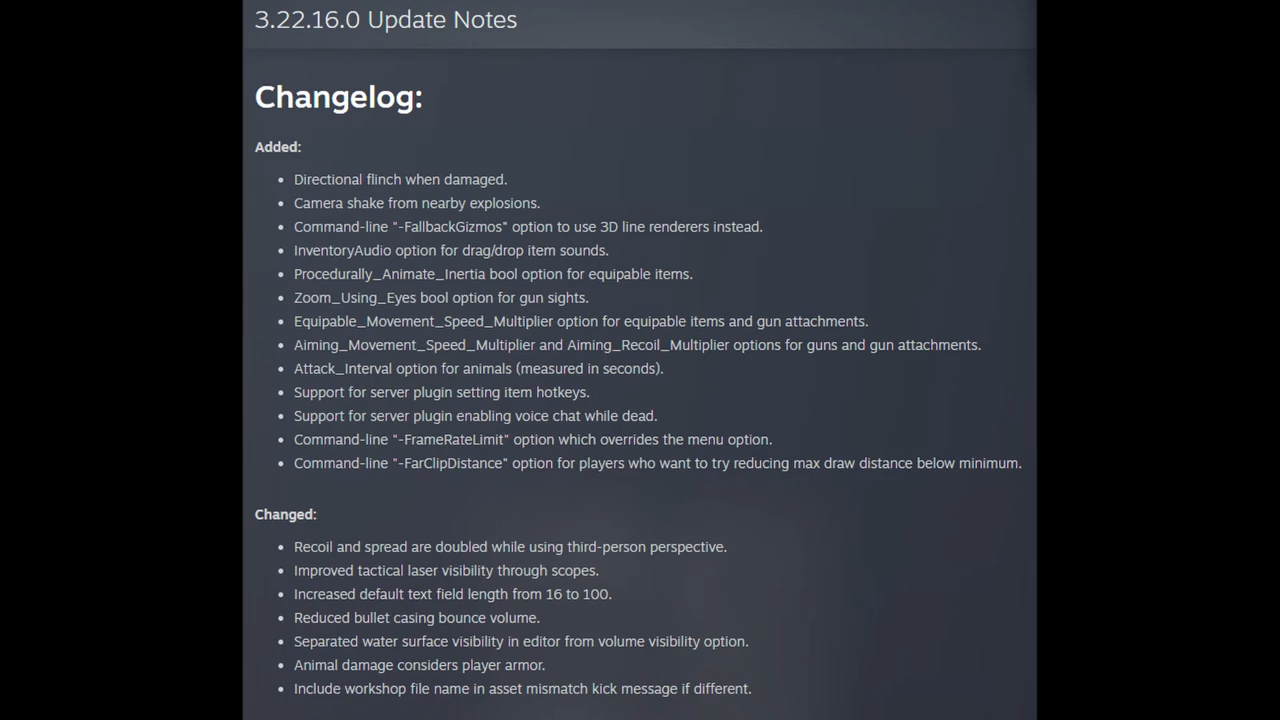 3.22.16.0 Update Notes
Changelog:
Added:
• Directional flinch when damaged.
• Camera shake from nearby explosions.
• Command-line "-FallbackGizmos" option to use 3D line renderers instead.
• InventoryAudio option for drag/drop item sounds.
• Procedurally_Animate_Inertia bool option for equipable items.
• Zoom_Using_Eyes bool option for gun sights.
• Equipable_Movement_Speed_Multiplier option for equipable items and gun attachments.
• Aiming_Movement_Speed_Multiplier and Aiming_Recoil_Multiplier options for guns and gun attachments.
• Attack_Interval option for animals (measured in seconds).
• Support for server plugin setting item hotkeys.
• Support for server plugin enabling voice chat while dead.
• Command-line "-FrameRateLimit" option which overrides the menu option.
• Command-line "-FarClipDistance" option for players who want to try reducing max draw distance below minimum.
Changed:
• Recoil and spread are doubled while using third-person perspective.
• Improved tactical laser visibility through scopes.
• Increased default text field length from 16 to 100.
• Reduced bullet casing bounce volume.
• Separated water surface visibility in editor from volume visibility option.
• Animal damage considers player armor.
• Include workshop file name in asset mismatch kick message if different.